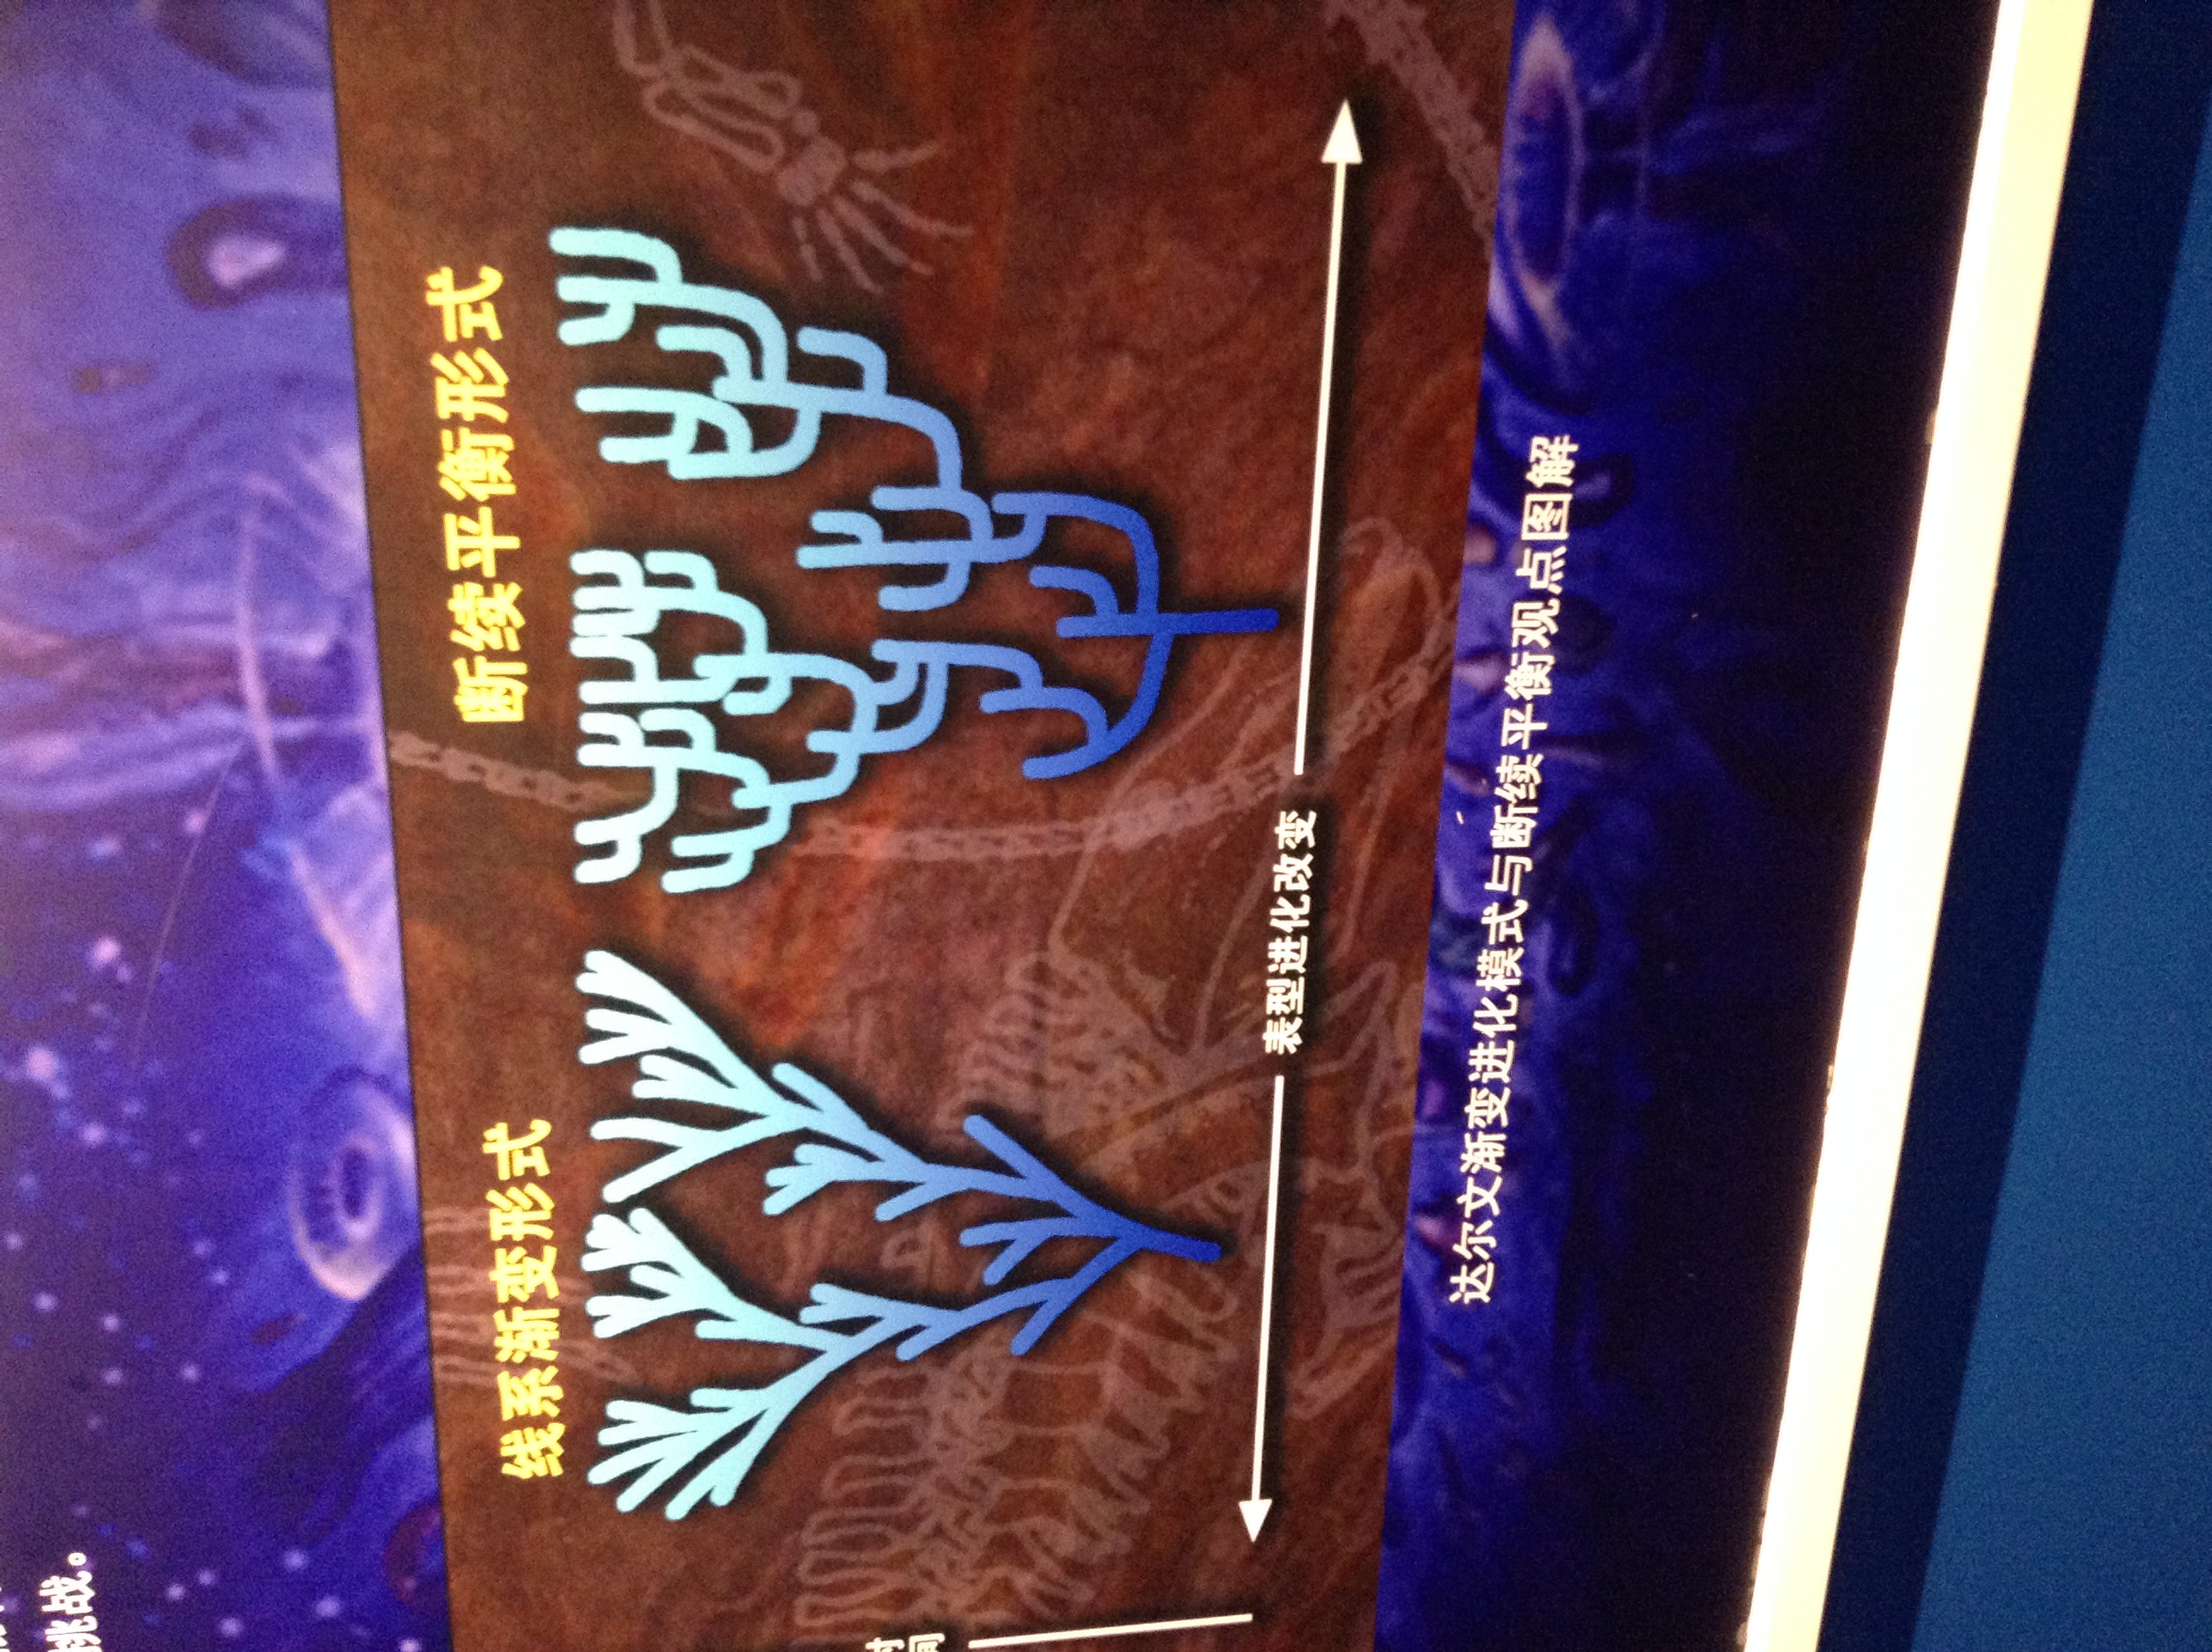 挑战。
线系渐变形式
断续平衡形式
时间
表型进化改变
达尔文渐变进化模式与断续平衡观点图解